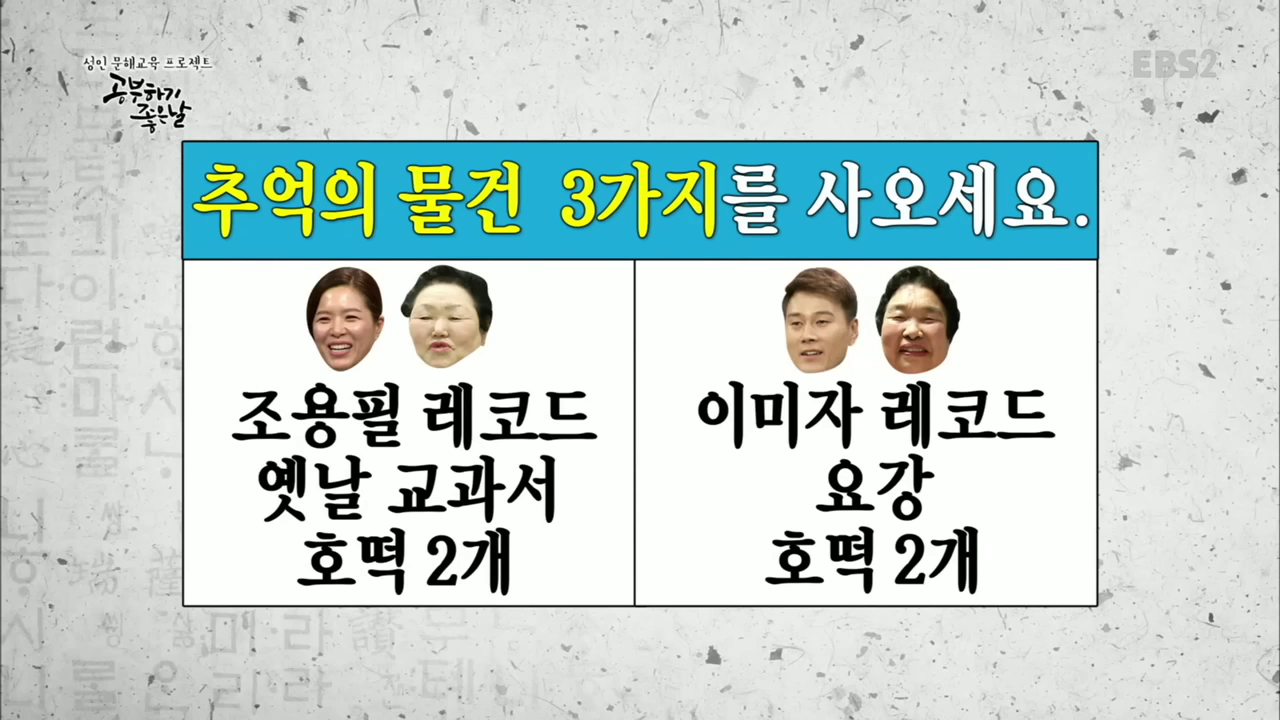 성인 문해교육 프로젝트
공부하기
좋은날
EBS2
추억의 물건 3가지를 사오세요.
조용필 레코드
옛날 교과서
호떡 2개
이미자 레코드
요강
호떡 2개